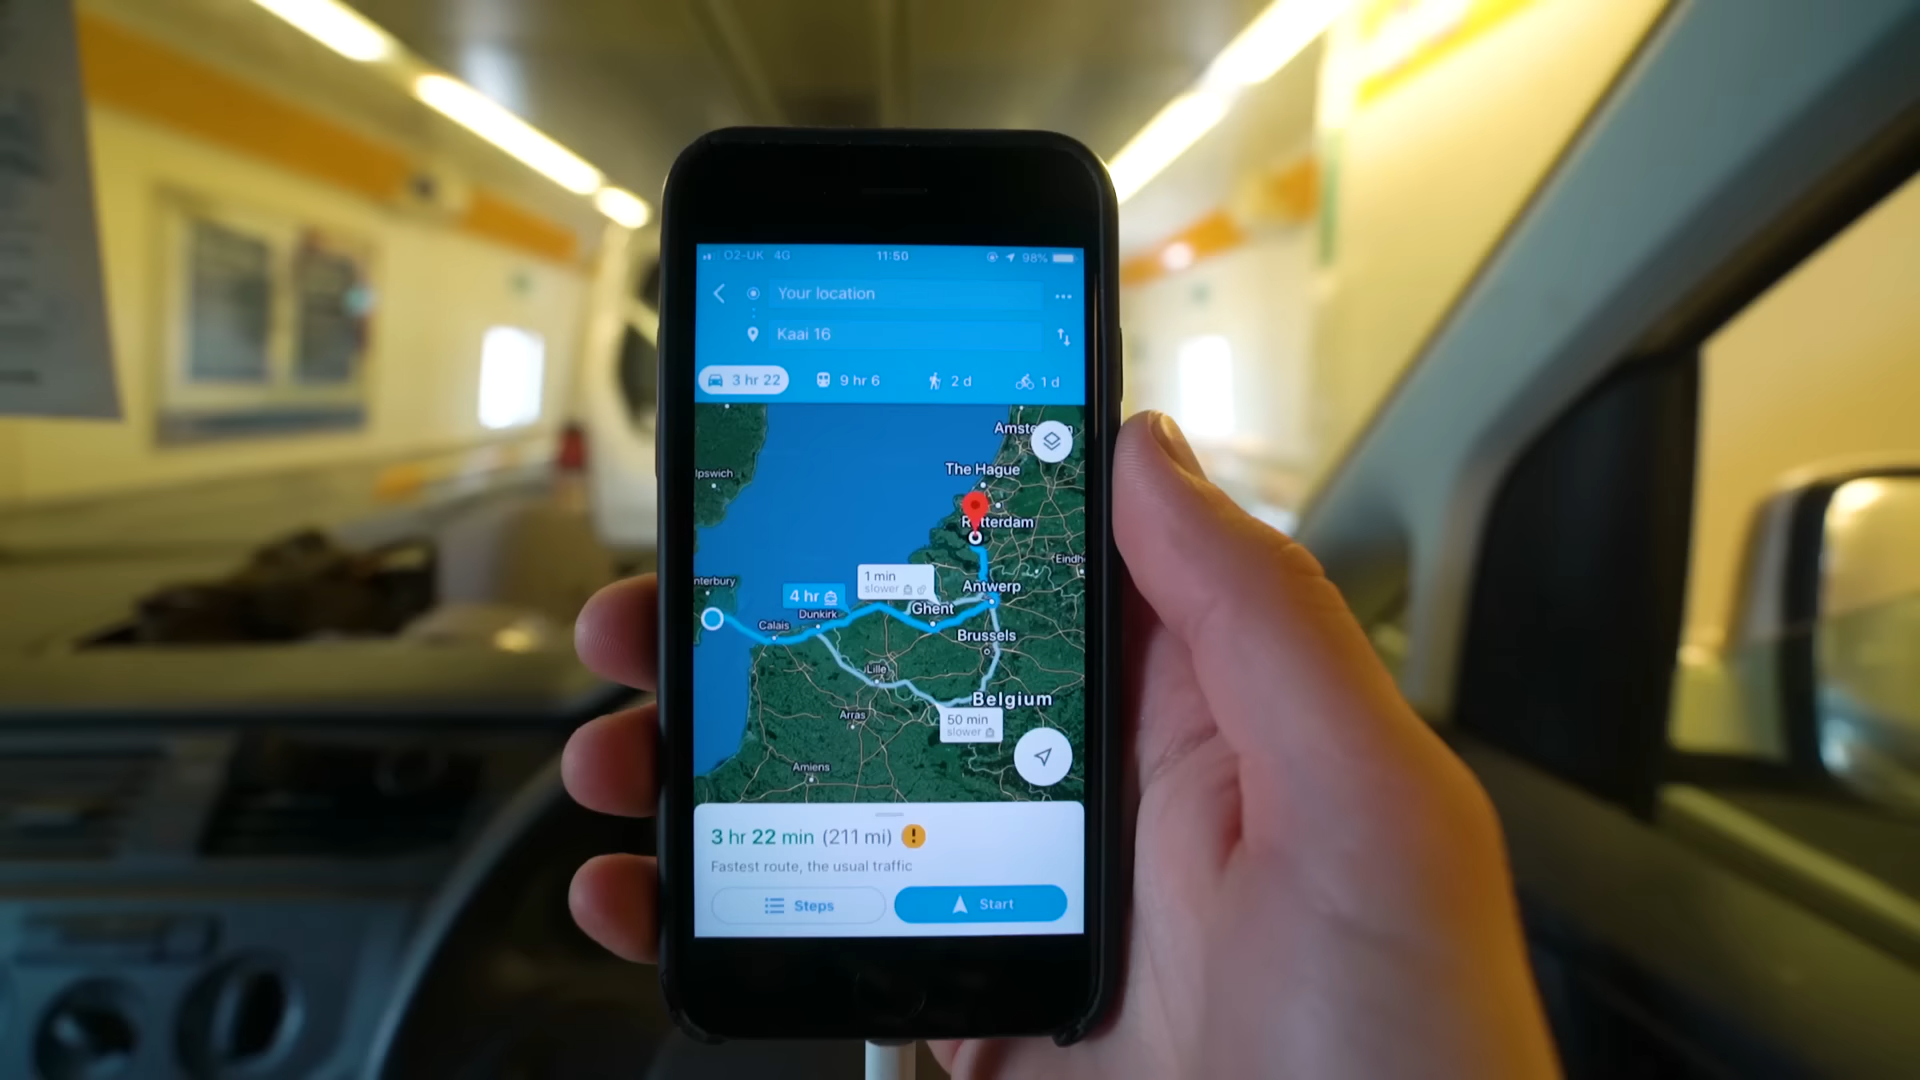 O2-UK 4G 11:50 98%
Your location
Kaai 16
3 hr 22 9 hr 6 2 d 1 d
Amste
The Hague
Ipswich
Rotterdam
Eindh
1 min
slower
nterbury
Antwerp
4 hr
Ghent
Dunkirk
Calais
Brussels
Lille
Belgium
Arras
50 min
slower
Amiens
3 hr 22 min (211 mi)
Fastest route, the usual traffic
Steps Start